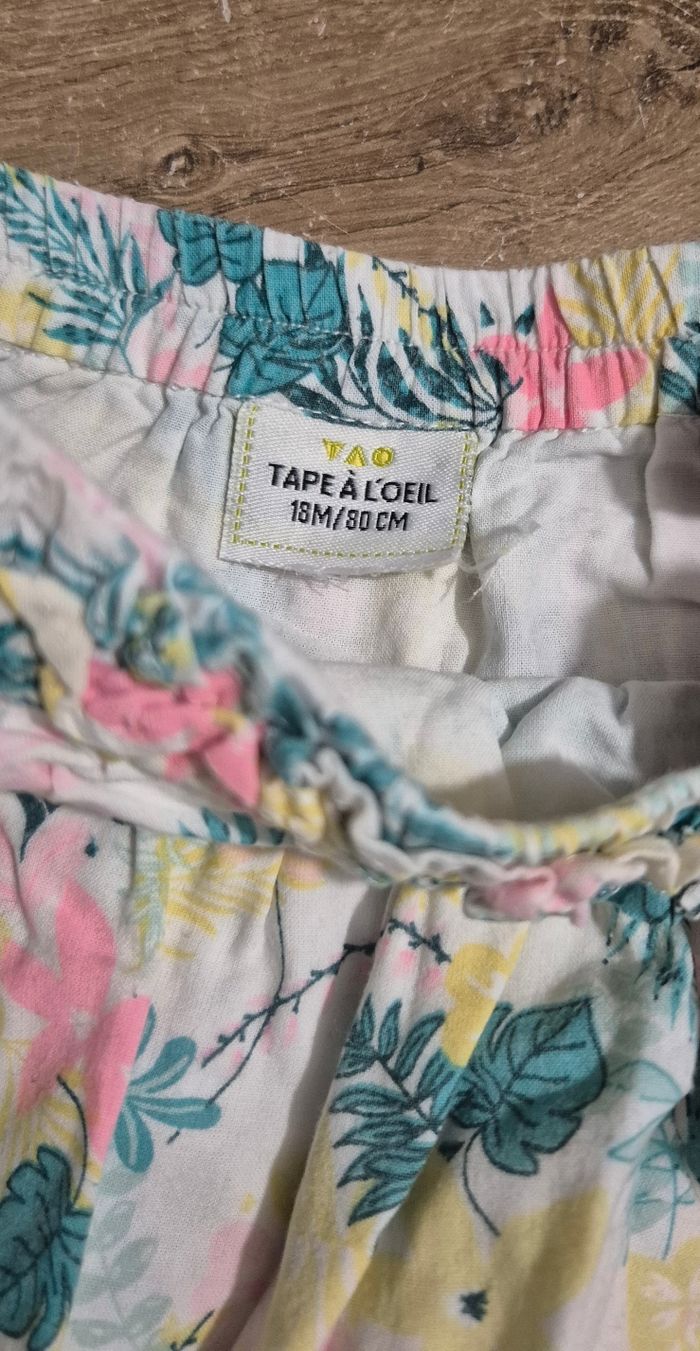 TAO
TAPE À L'OEIL
18M/80 CM